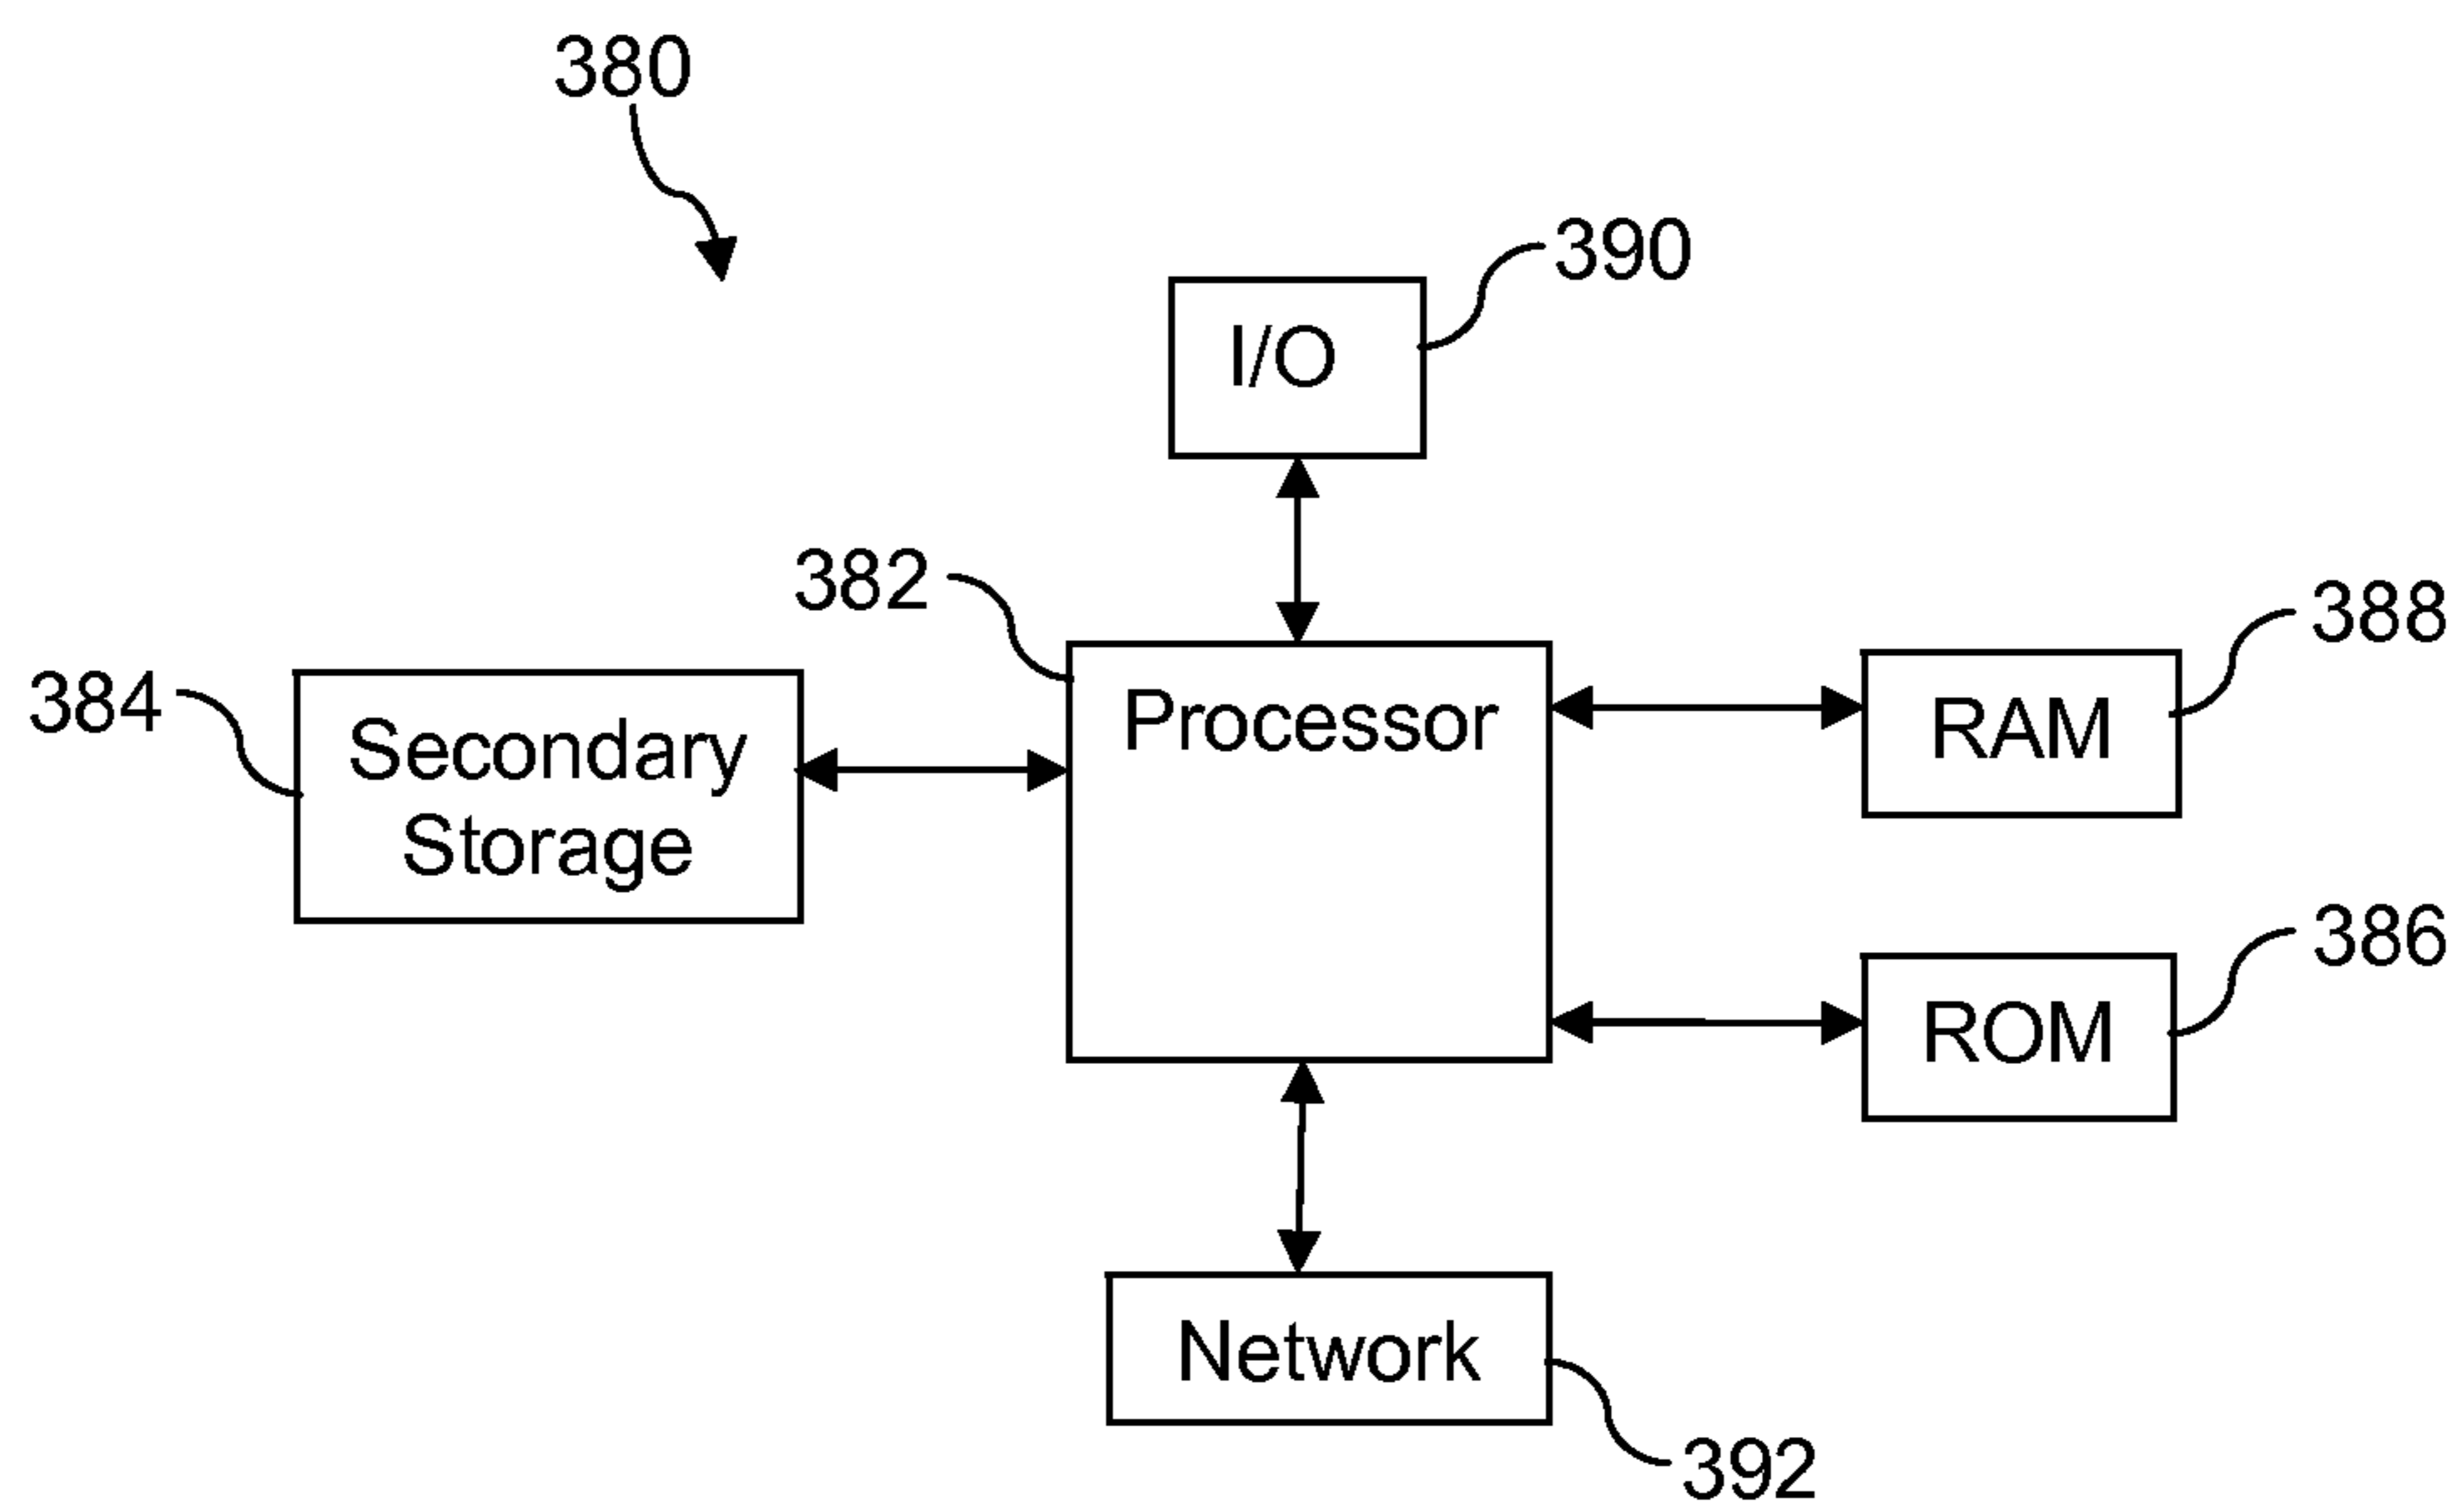 380
390
I/O
382
388
384
Processor
RAM
Secondary
Storage
386
ROM
Network
392